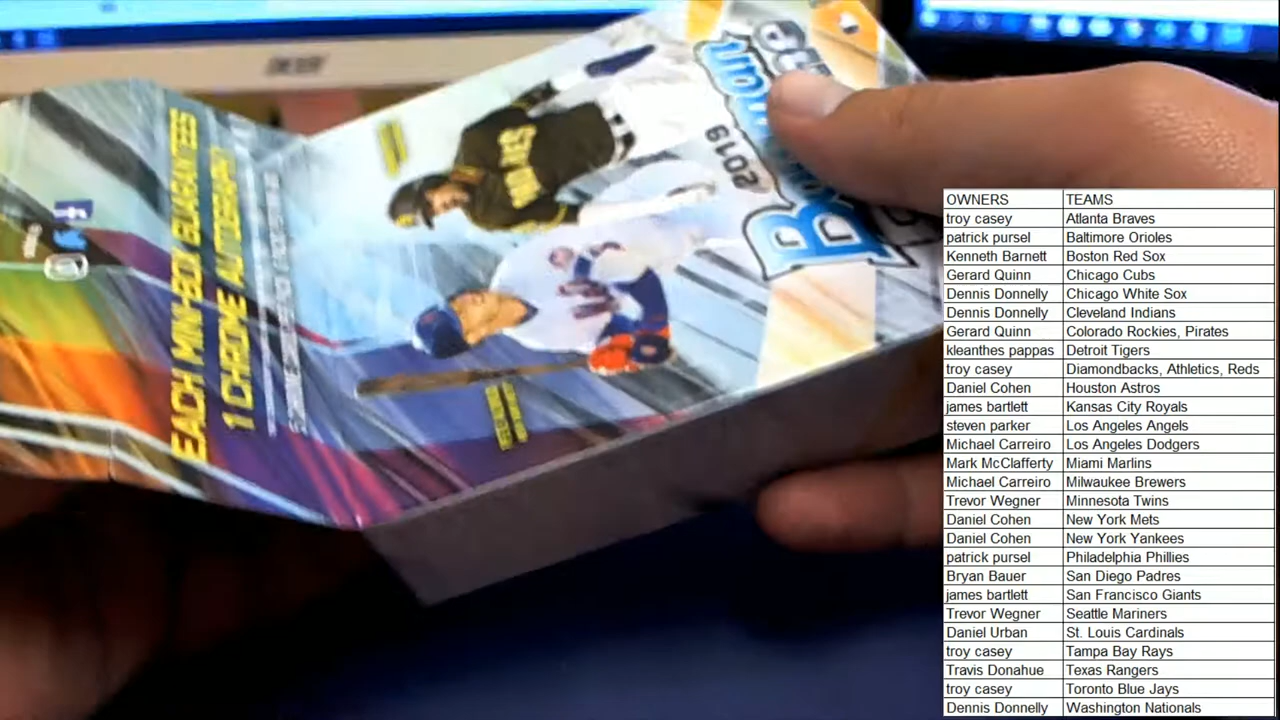 acer
EACH MINI-BOX GUARANTEES
1 CHROME AUTOGRAPH
Bowman
2019
OWNERS TEAMS
troy casey Atlanta Braves
patrick pursel Baltimore Orioles
Kenneth Barnett Boston Red Sox
Gerard Quinn Chicago Cubs
Dennis Donnelly Chicago White Sox
Dennis Donnelly Cleveland Indians
Gerard Quinn Colorado Rockies, Pirates
kleanthes pappas Detroit Tigers
troy casey Diamondbacks, Athletics, Reds
Daniel Cohen Houston Astros
james bartlett Kansas City Royals
steven parker Los Angeles Angels
Michael Carreiro Los Angeles Dodgers
Mark McClafferty Miami Marlins
Michael Carreiro Milwaukee Brewers
Trevor Wegner Minnesota Twins
Daniel Cohen New York Mets
Daniel Cohen New York Yankees
patrick pursel Philadelphia Phillies
Bryan Bauer San Diego Padres
james bartlett San Francisco Giants
Trevor Wegner Seattle Mariners
Daniel Urban St. Louis Cardinals
troy casey Tampa Bay Rays
Travis Donahue Texas Rangers
troy casey Toronto Blue Jays
Dennis Donnelly Washington Nationals